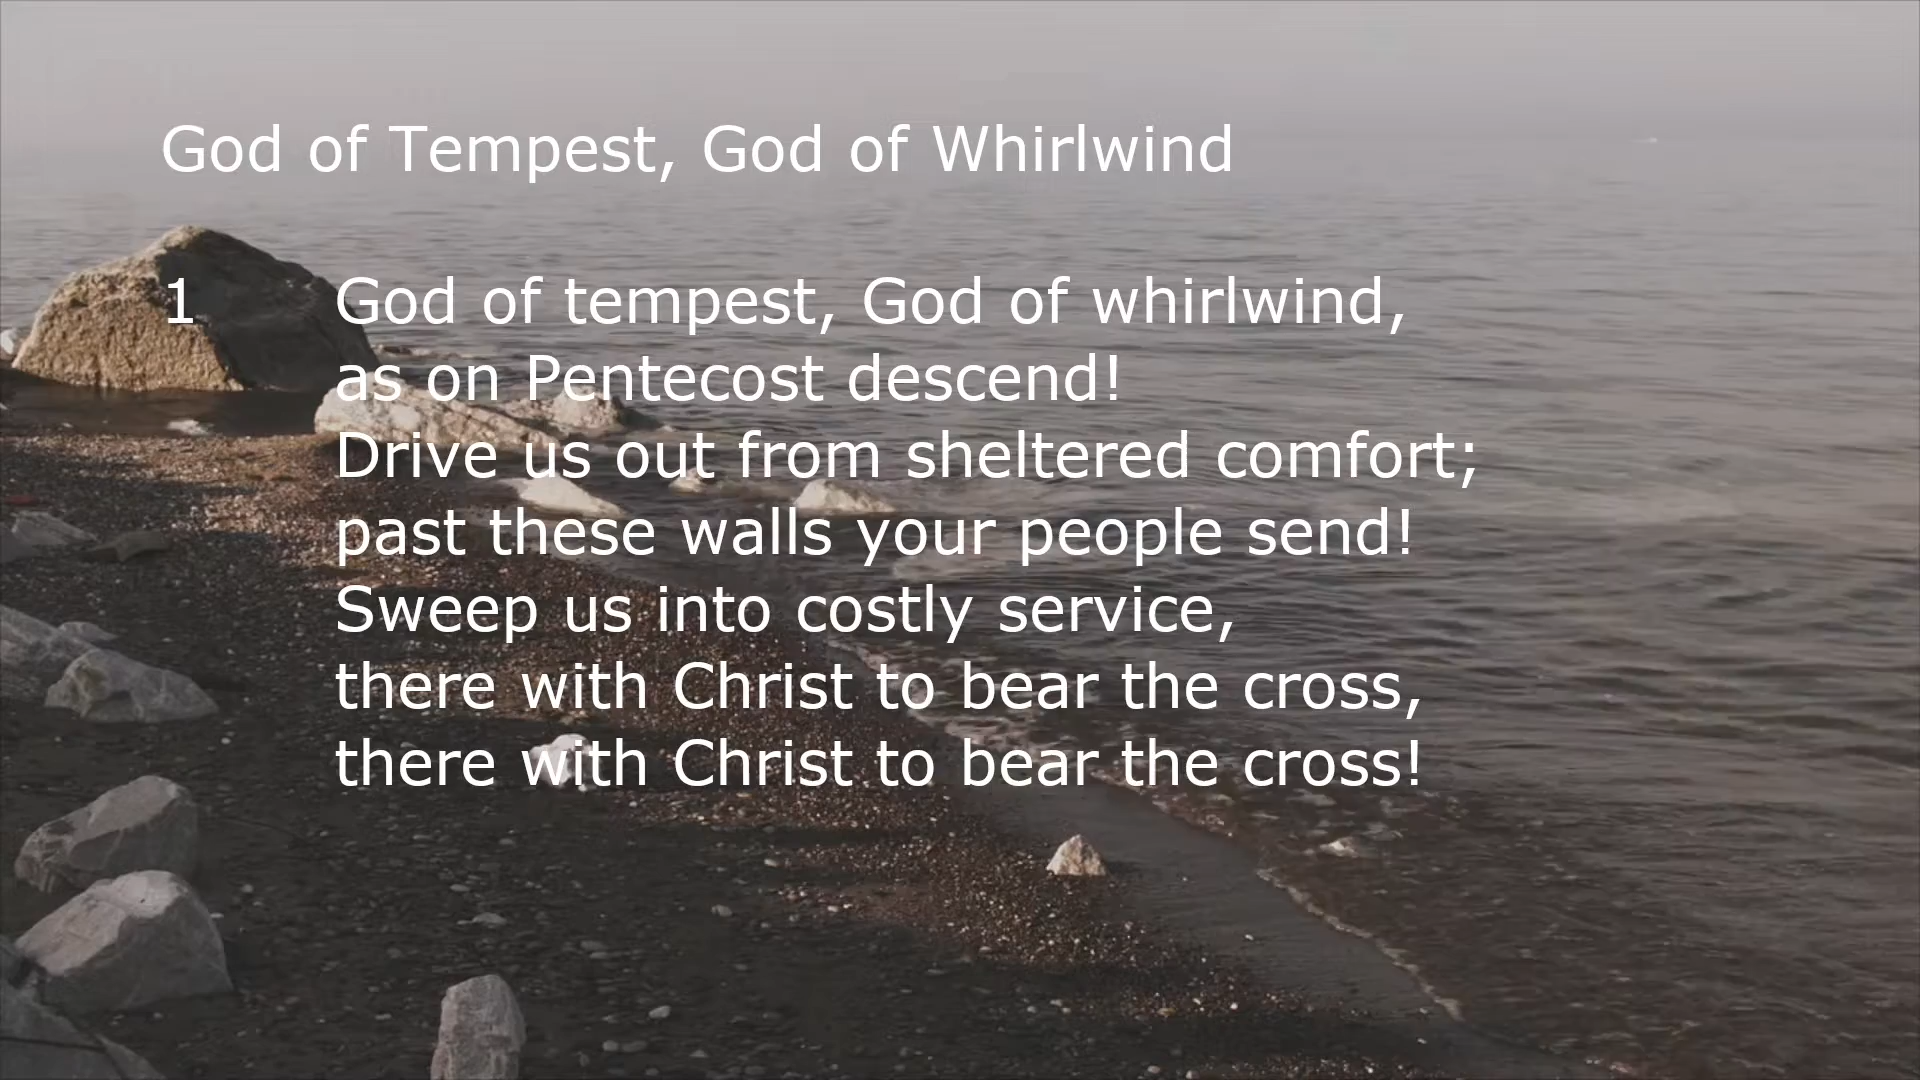 God of Tempest, God of Whirlwind
1 God of tempest, God of whirlwind,
as on Pentecost descend!
Drive us out from sheltered comfort;
past these walls your people send!
Sweep us into costly service,
there with Christ to bear the cross,
there with Christ to bear the cross!